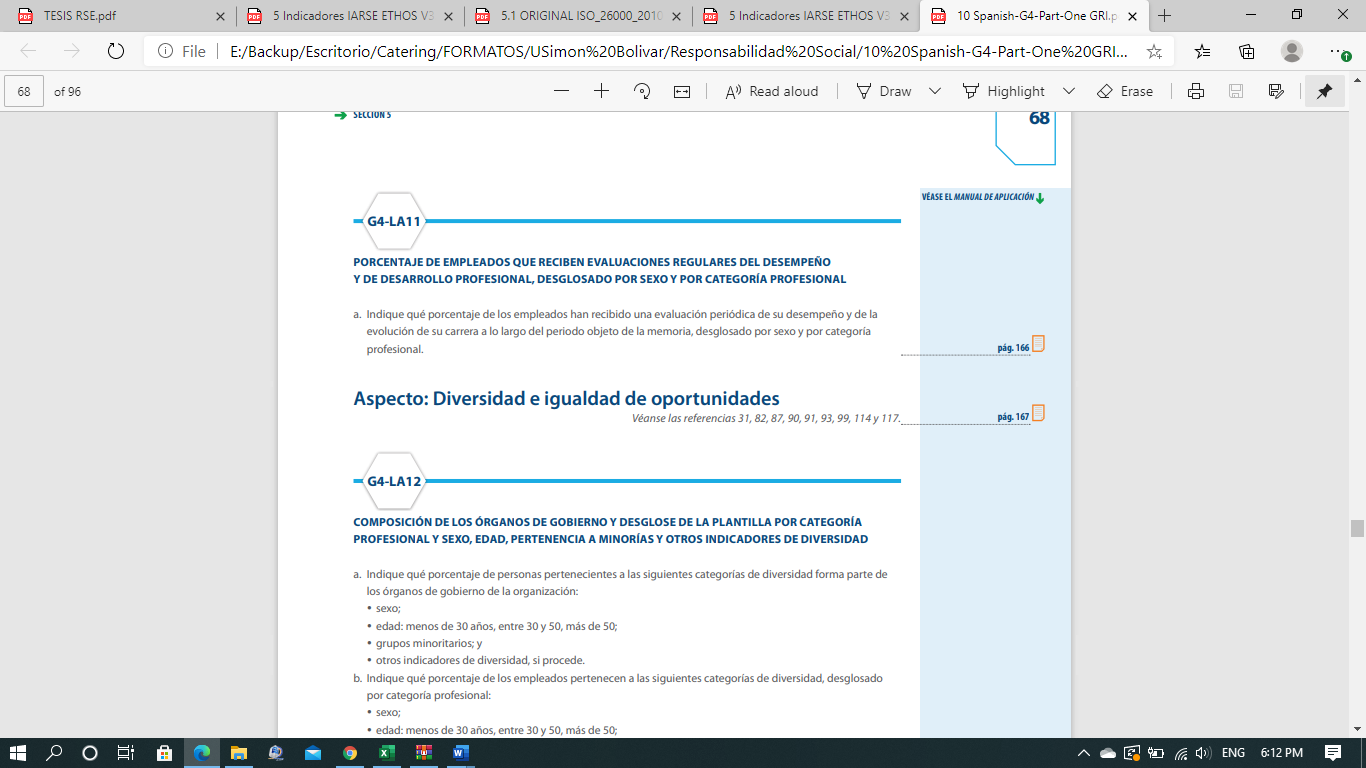 TESIS RSE.pdf
5 Indicadores IARSE ETHOS V3
5.1 ORIGINAL ISO_26000_2010
5 Indicadores IARSE ETHOS V3
10 Spanish-G4-Part-One GRI.p
File
E:/Backup/Escritorio/Catering/FORMATOS/USimon%20Bolivar/Responsabilidad%20Social/10%20Spanish-G4-Part-One%20GRI...
68 of 96
Read aloud
Draw
Highlight
Erase
SECCIÓN 5
68
VÉASE EL MANUAL DE APLICACIÓN
G4-LA11
PORCENTAJE DE EMPLEADOS QUE RECIBEN EVALUACIONES REGULARES DEL DESEMPEÑO
Y DE DESARROLLO PROFESIONAL, DESGLOSADO POR SEXO Y POR CATEGORÍA PROFESIONAL
a. Indique qué porcentaje de los empleados han recibido una evaluación periódica de su desempeño y de la
evolución de su carrera a lo largo del periodo objeto de la memoria, desglosado por sexo y por categoría
profesional.
pág. 166
Aspecto: Diversidad e igualdad de oportunidades
Véanse las referencias 31, 82, 87, 90, 91, 93, 99, 114 y 117.
pág. 167
G4-LA12
COMPOSICIÓN DE LOS ÓRGANOS DE GOBIERNO Y DESGLOSE DE LA PLANTILLA POR CATEGORÍA
PROFESIONAL Y SEXO, EDAD, PERTENENCIA A MINORÍAS Y OTROS INDICADORES DE DIVERSIDAD
a. Indique qué porcentaje de personas pertenecientes a las siguientes categorías de diversidad forma parte de
los órganos de gobierno de la organización:
• sexo;
• edad: menos de 30 años, entre 30 y 50, más de 50;
• grupos minoritarios; y
• otros indicadores de diversidad, si procede.
b. Indique qué porcentaje de los empleados pertenecen a las siguientes categorías de diversidad, desglosado
por categoría profesional:
• sexo;
• edad: menos de 30 años, entre 30 y 50, más de 50;
ENG
6:12 PM